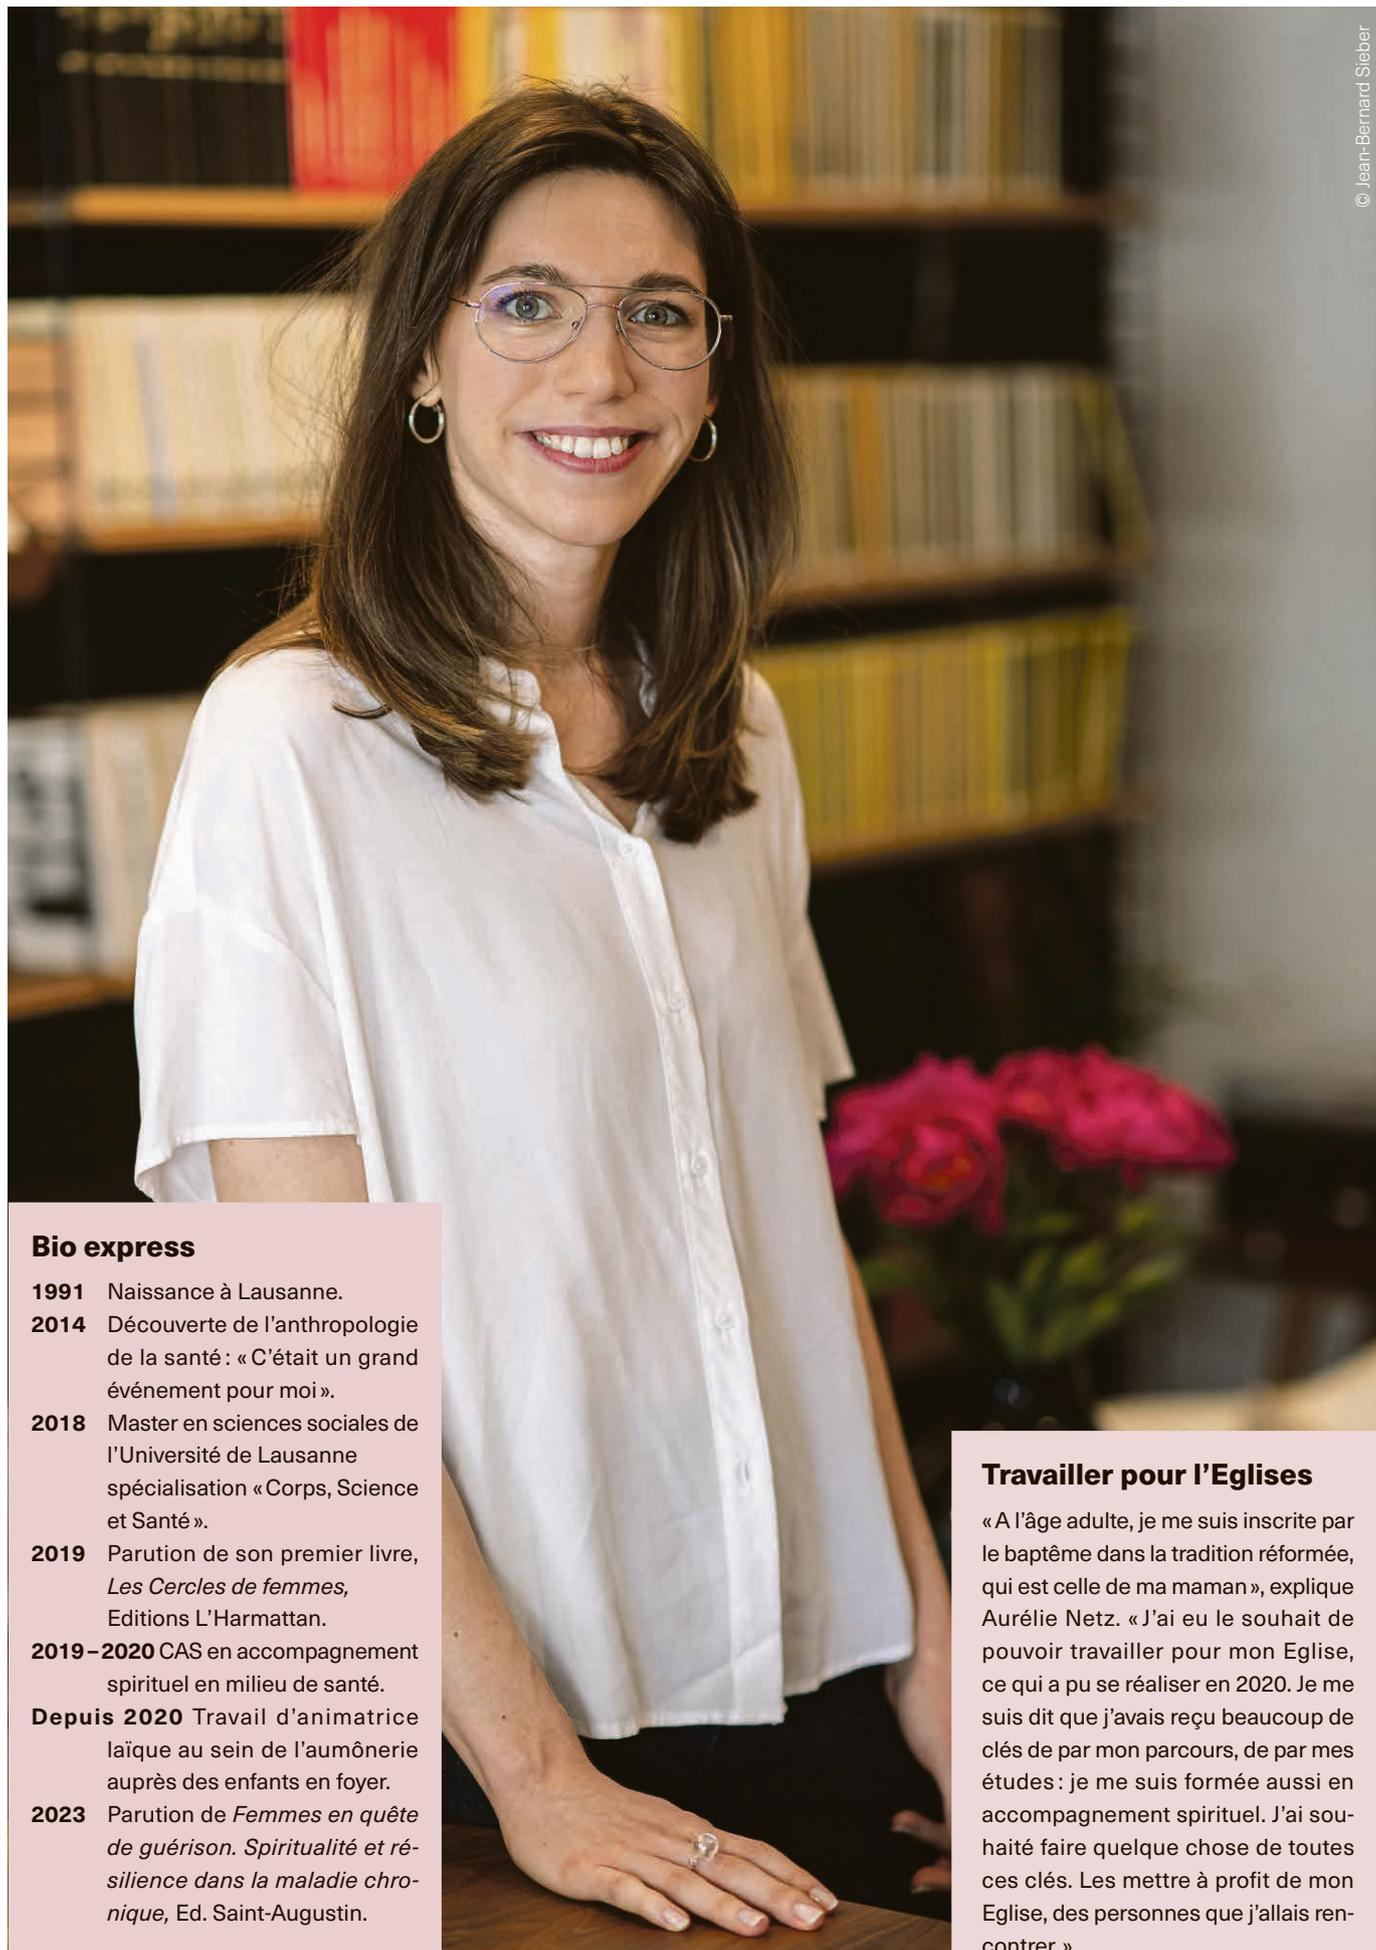 © Jean-Bernard Sieber
Bio express
1991 Naissance à Lausanne.
2014 Découverte de l'anthropologie
de la santé : « C'était un grand
événement pour moi ».
2018 Master en sciences sociales de
l'Université de Lausanne
spécialisation « Corps, Science
et Santé ».
2019 Parution de son premier livre,
Les Cercles de femmes,
Editions L'Harmattan.
2019 – 2020 CAS en accompagnement
spirituel en milieu de santé.
Depuis 2020 Travail d'animatrice
laïque au sein de l'aumônerie
auprès des enfants en foyer.
2023 Parution de Femmes en quête
de guérison. Spiritualité et ré-
silience dans la maladie chro-
nique, Ed. Saint-Augustin.
Travailler pour l'Eglises
« A l'âge adulte, je me suis inscrite par
le baptême dans la tradition réformée,
qui est celle de ma maman », explique
Aurélie Netz. « J'ai eu le souhait de
pouvoir travailler pour mon Eglise,
ce qui a pu se réaliser en 2020. Je me
suis dit que j'avais reçu beaucoup de
clés de par mon parcours, de par mes
études : je me suis formée aussi en
accompagnement spirituel. J'ai sou-
haité faire quelque chose de toutes
ces clés. Les mettre à profit de mon
Eglise, des personnes que j'allais ren-
contrer. »